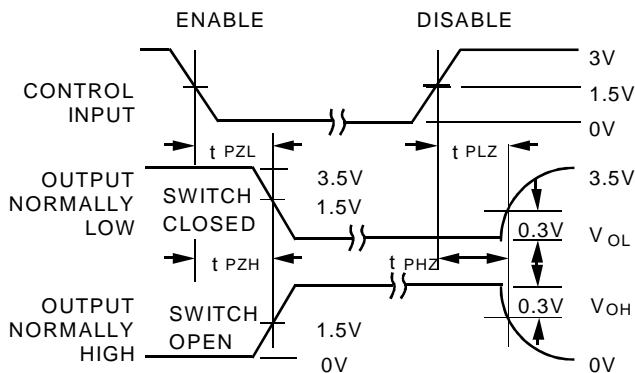 ENABLE DISABLE
3V
CONTROL
INPUT
1.5V
0V
t PZL t PLZ
OUTPUT
NORMALLY
LOW
SWITCH
CLOSED
3.5V
1.5V
3.5V
0.3V
VOL
t PZH t PHZ
OUTPUT
NORMALLY
HIGH
SWITCH
OPEN
1.5V
0V
0.3V
VOH
0V